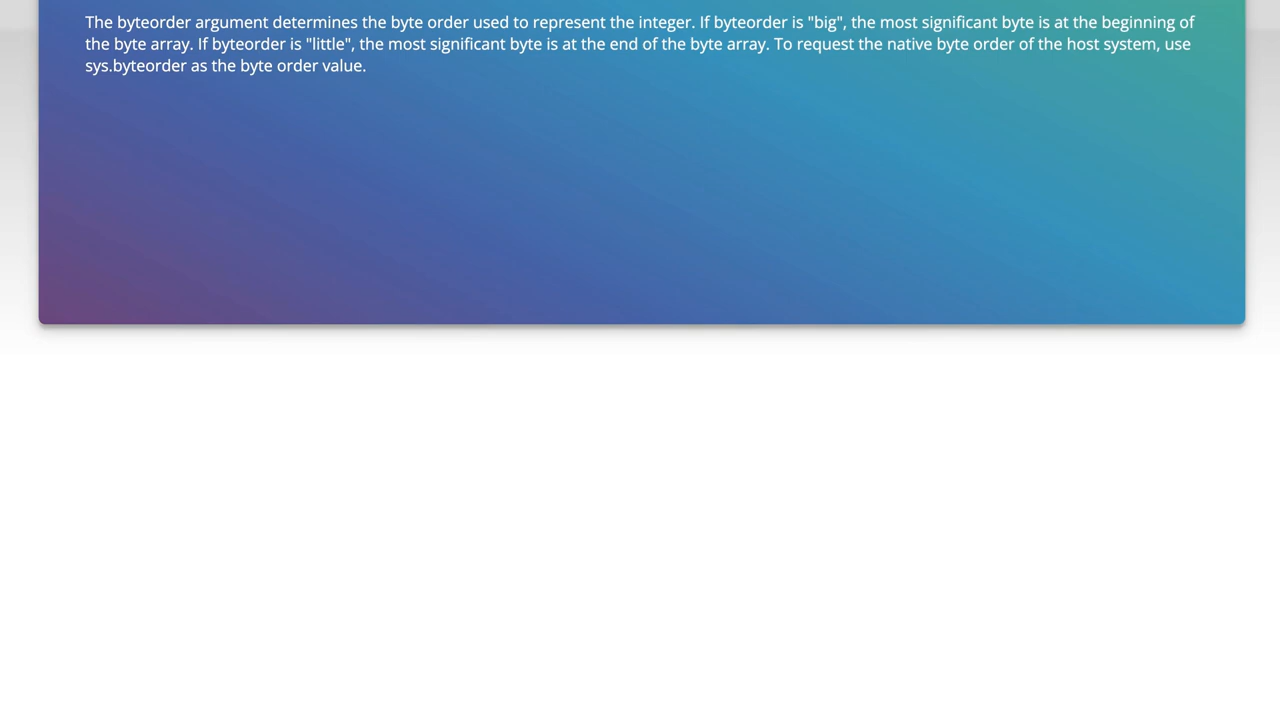 The byteorder argument determines the byte order used to represent the integer. If byteorder is "big", the most significant byte is at the beginning of
the byte array. If byteorder is "little", the most significant byte is at the end of the byte array. To request the native byte order of the host system, use
sys.byteorder as the byte order value.